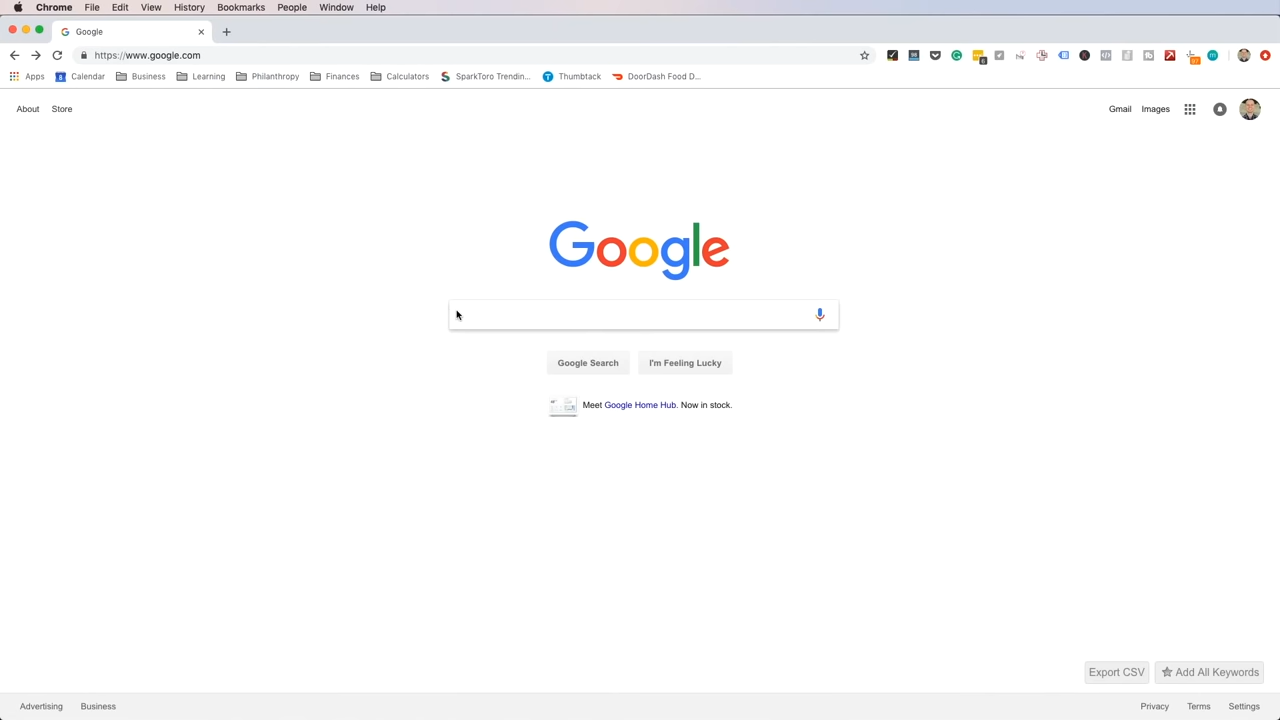 Chrome File Edit View History Bookmarks People Window Help
Google
https://www.google.com
Apps Calendar Business Learning Philanthropy Finances Calculators SparkToro Trendin... Thumbtack DoorDash Food D...
About Store Gmail Images
Google
Google Search I'm Feeling Lucky
Meet Google Home Hub. Now in stock.
Export CSV Add All Keywords
Advertising Business Privacy Terms Settings